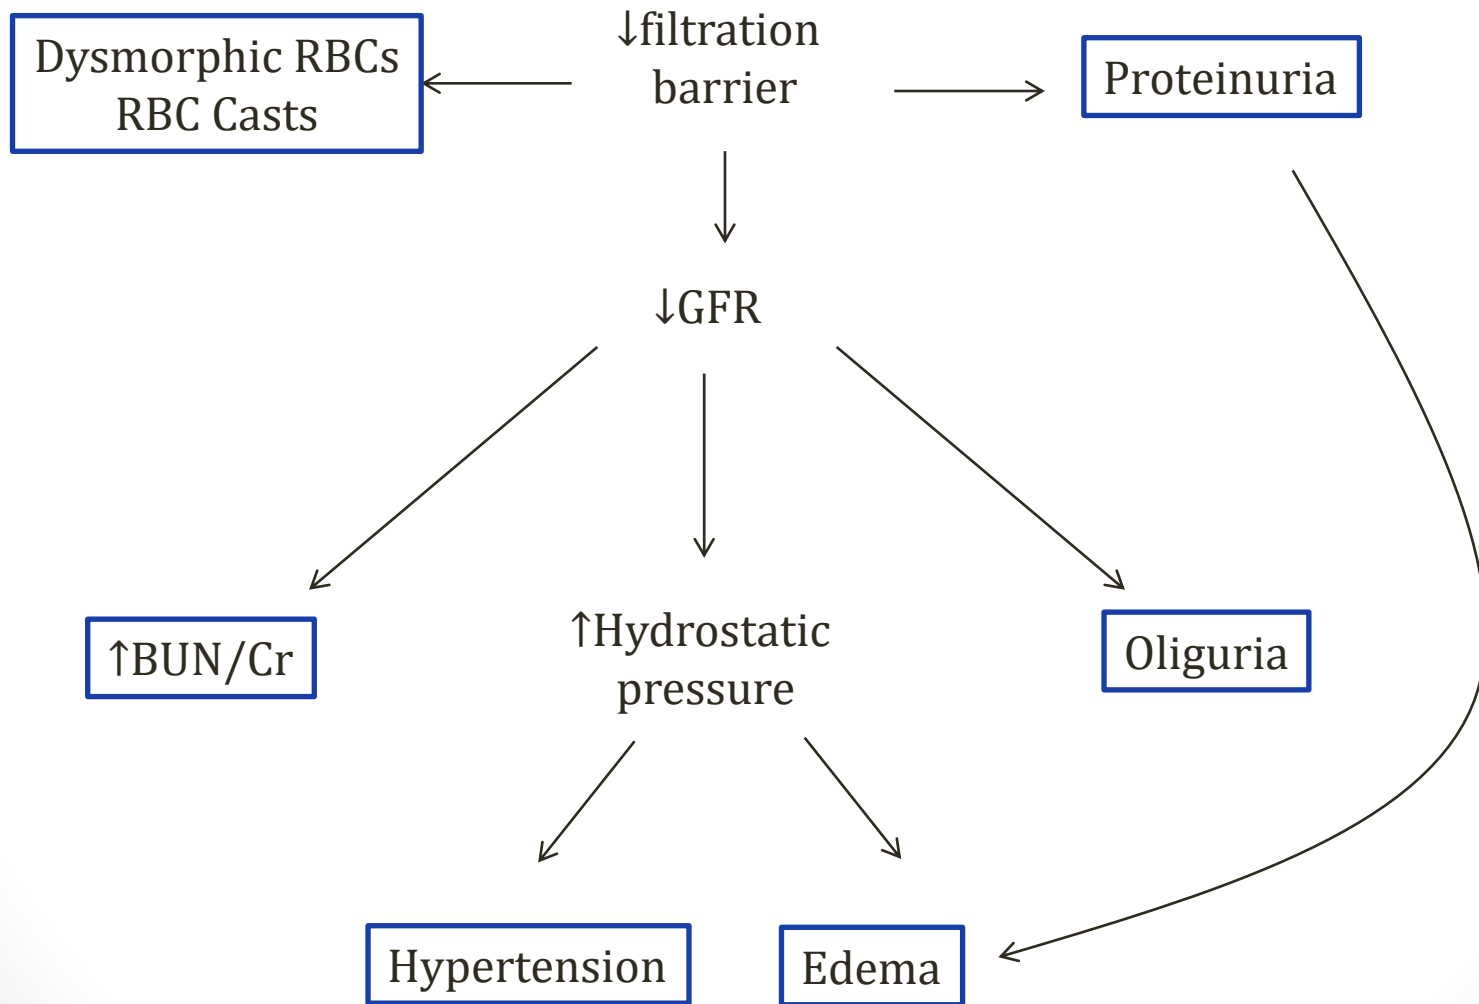 ↓filtration
barrier
Dysmorphic RBCs
RBC Casts
Proteinuria
↓GFR
↑BUN/Cr
↑Hydrostatic
pressure
Oliguria
Hypertension
Edema